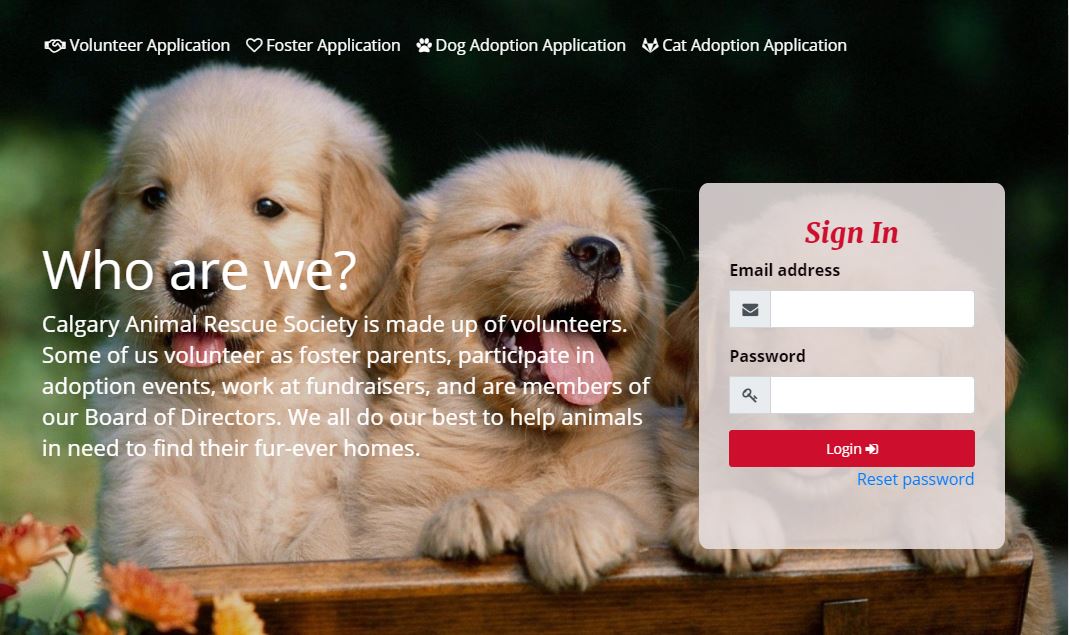 Volunteer Application Foster Application Dog Adoption Application Cat Adoption Application
Who are we?
Calgary Animal Rescue Society is made up of volunteers.
Some of us volunteer as foster parents, participate in
adoption events, work at fundraisers, and are members of
our Board of Directors. We all do our best to help animals
in need to find their fur-ever homes.
Sign In
Email address
Password
Login
Reset password